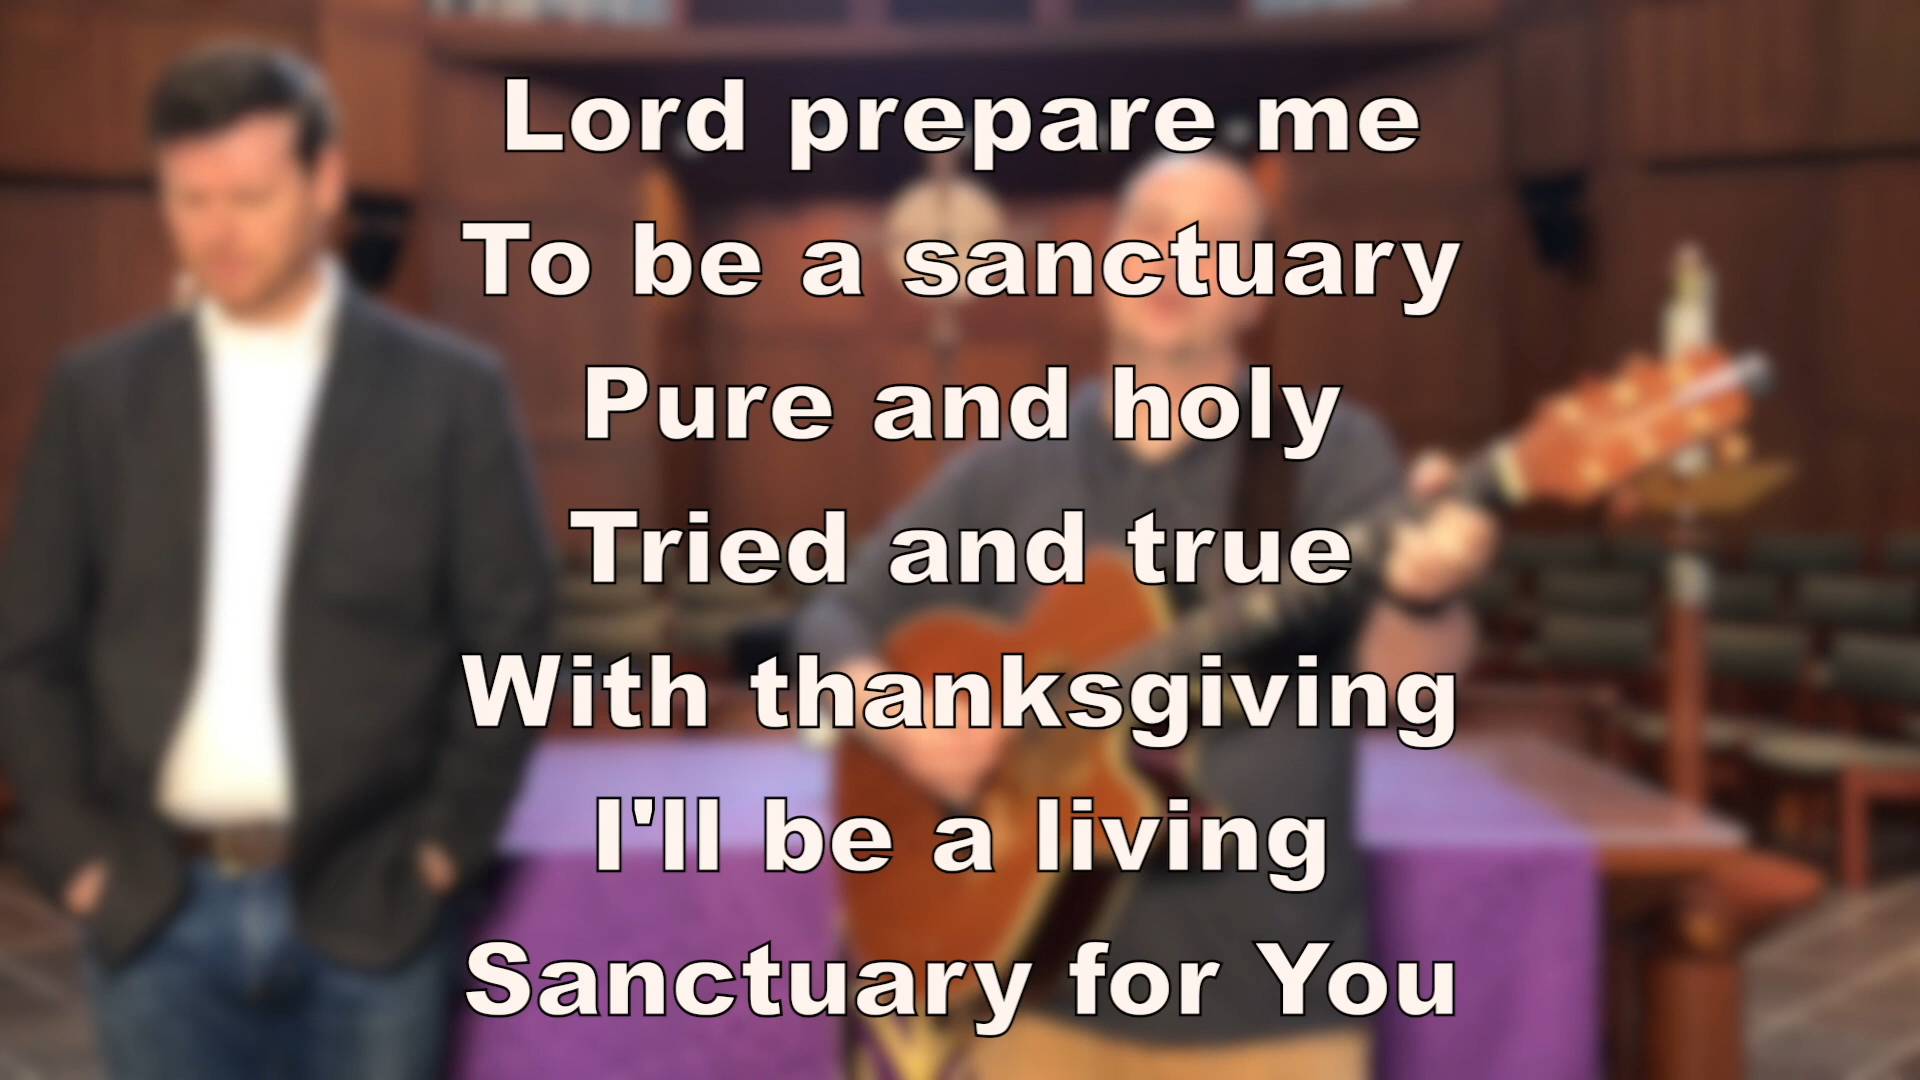 Lord prepare me
To be a sanctuary
Pure and holy
Tried and true
With thanksgiving
I'll be a living
Sanctuary for You